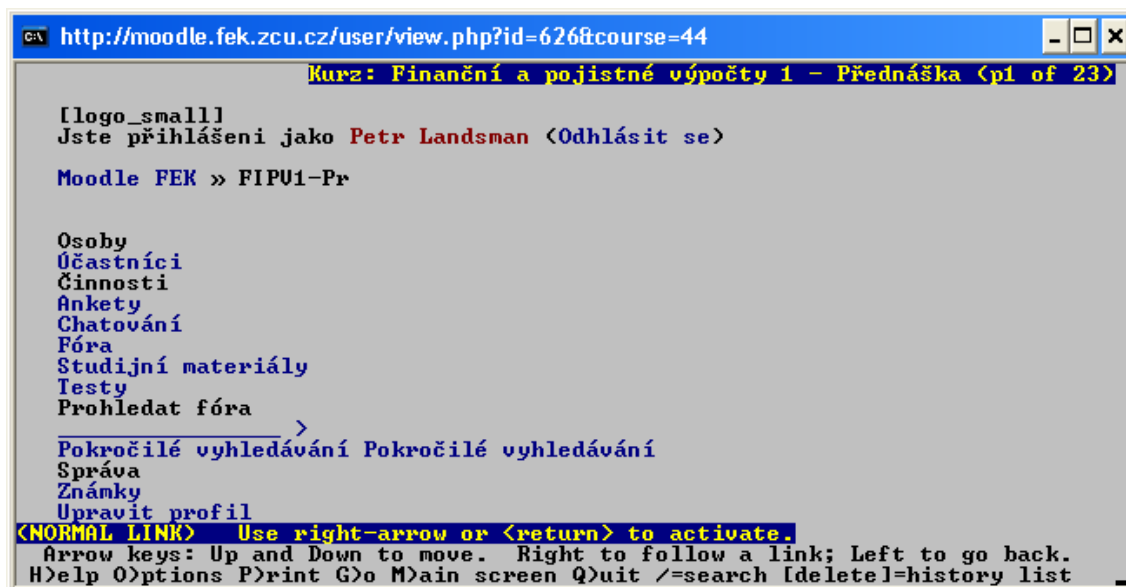 http://moodle.fek.zcu.cz/user/view.php?id=626&course=44
Kurz: Finanční a pojistné výpočty 1 - Přednáška (p1 of 23)
[logo_small]
Jste přihlášeni jako Petr Landsman (Odhlásit se)
Moodle FEK » FIPV1-Pr
Osoby
Účastníci
Činnosti
Ankety
Chatování
Fóra
Studijní materiály
Testy
Prohledat fóra
________________ >
Pokročilé vyhledávání Pokročilé vyhledávání
Správa
Známky
Upravit profil
(NORMAL LINK) Use right-arrow or <return> to activate.
Arrow keys: Up and Down to move. Right to follow a link; Left to go back.
H)elp O)ptions P)rint G)o M)ain screen Q)uit /=search [delete]=history list